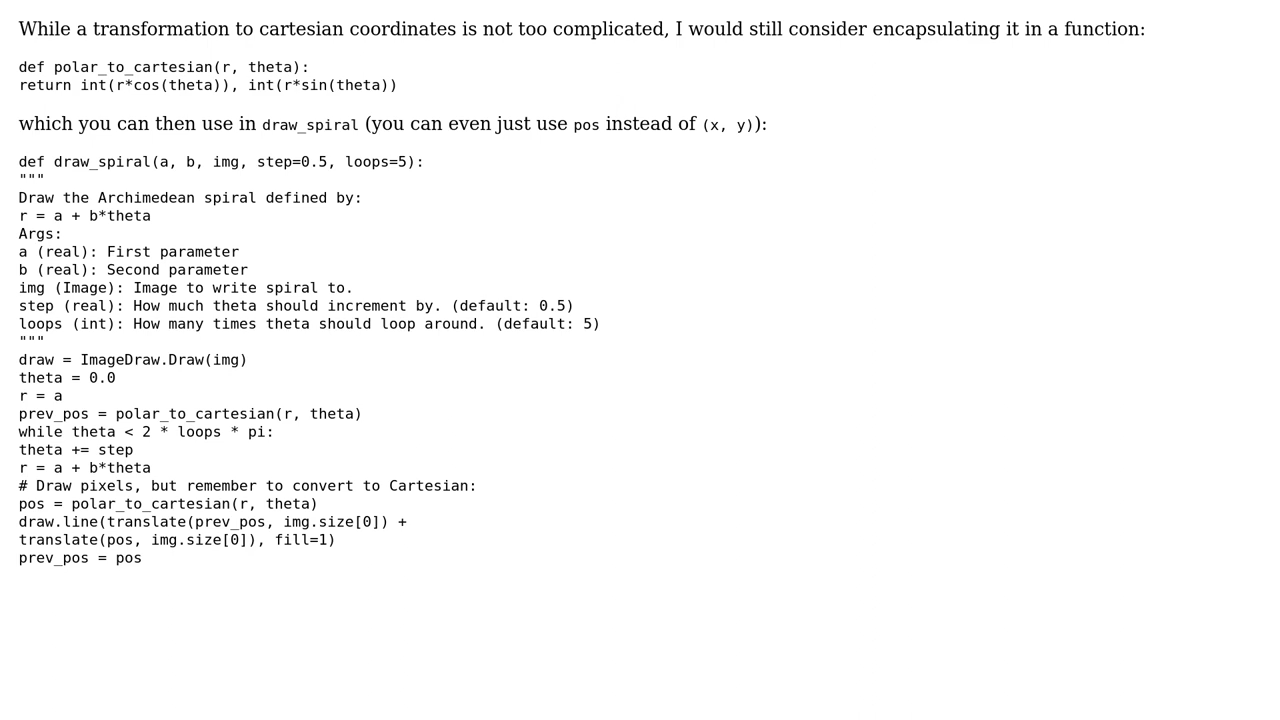 While a transformation to cartesian coordinates is not too complicated, I would still consider encapsulating it in a function:
def polar_to_cartesian(r, theta):
return int(r*cos(theta)), int(r*sin(theta))
which you can then use in draw_spiral (you can even just use pos instead of (x, y)):
def draw_spiral(a, b, img, step=0.5, loops=5):
"""
Draw the Archimedean spiral defined by:
r = a + b*theta
Args:
a (real): First parameter
b (real): Second parameter
img (Image): Image to write spiral to.
step (real): How much theta should increment by. (default: 0.5)
loops (int): How many times theta should loop around. (default: 5)
"""
draw = ImageDraw.Draw(img)
theta = 0.0
r = a
prev_pos = polar_to_cartesian(r, theta)
while theta < 2 * loops * pi:
theta += step
r = a + b*theta
# Draw pixels, but remember to convert to Cartesian:
pos = polar_to_cartesian(r, theta)
draw.line(translate(prev_pos, img.size[0]) +
translate(pos, img.size[0]), fill=1)
prev_pos = pos